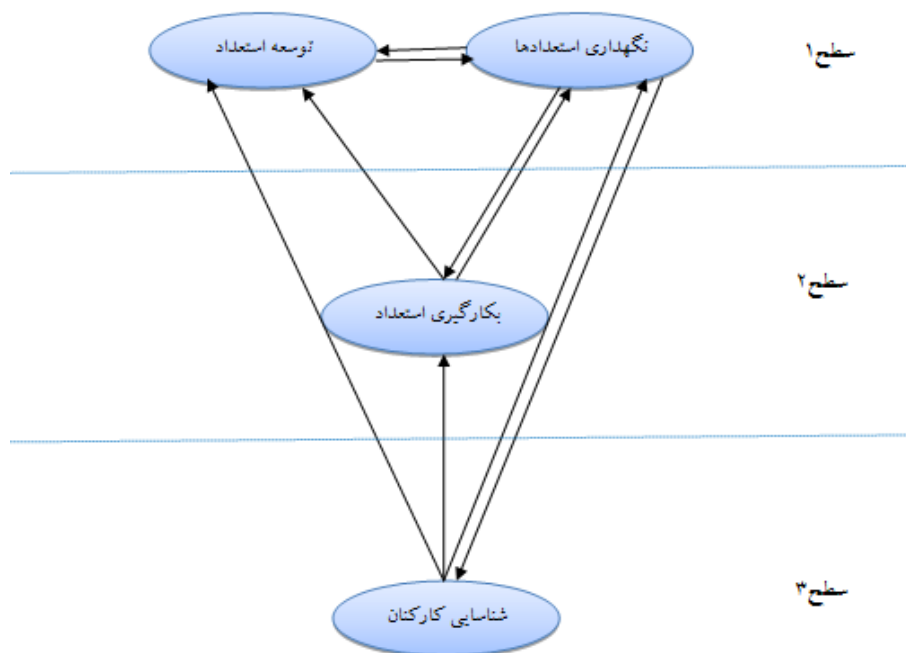 نگهداری استعدادها
توسعه استعداد
سطح۱
بکارگیری استعداد
سطح۲
شناسایی کارکنان
سطح۳